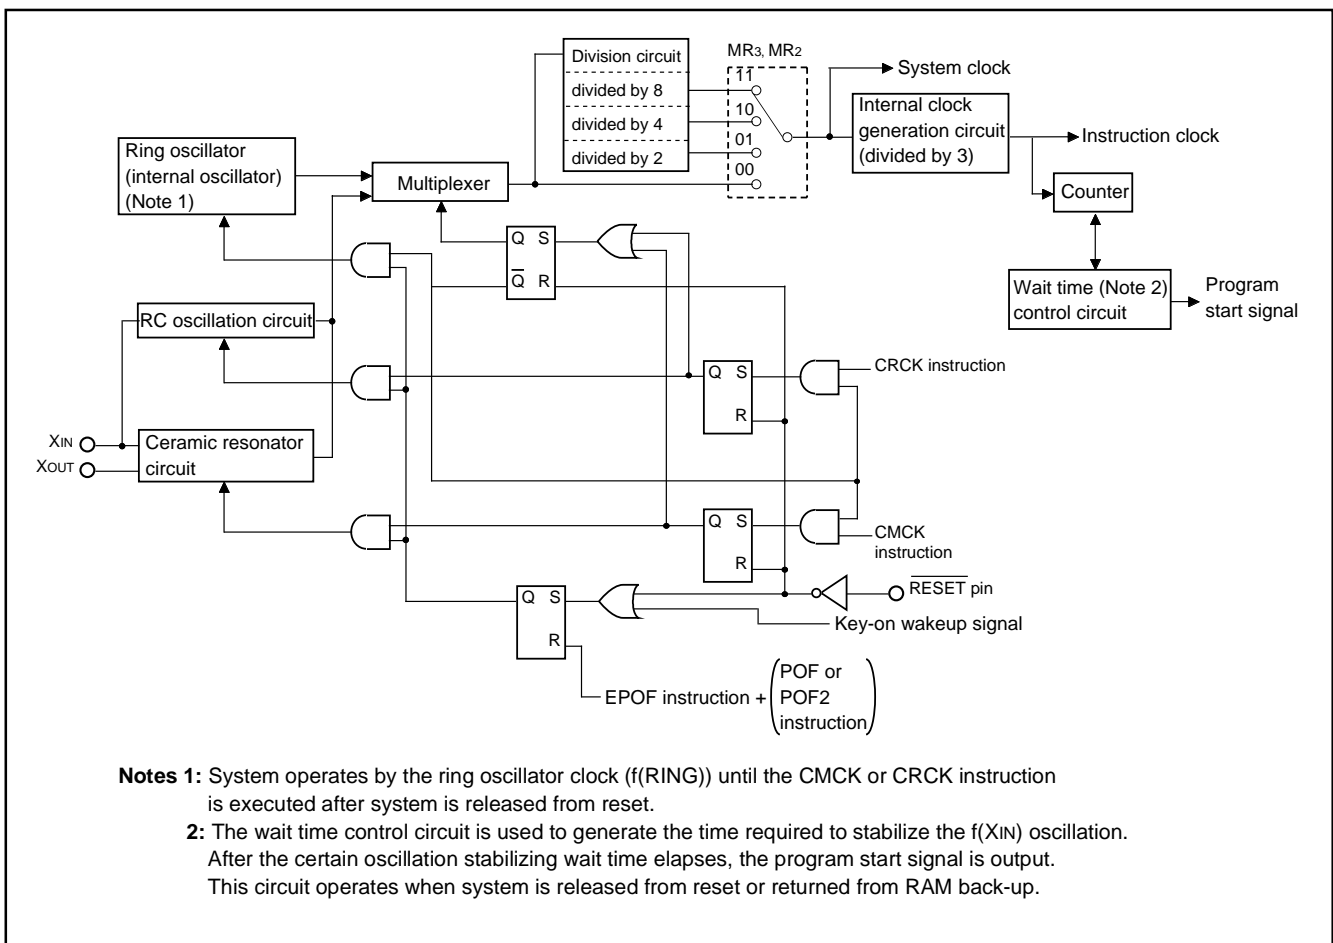 Division circuit
divided by 8
divided by 4
divided by 2
MR3, MR2
11
10
01
00
System clock
Internal clock
generation circuit
(divided by 3)
Instruction clock
Counter
Wait time (Note 2)
control circuit
Program
start signal
Ring oscillator
(internal oscillator)
(Note 1)
Multiplexer
Q S
Q R
RC oscillation circuit
Q S
R
CRCK instruction
XIN
XOUT
Ceramic resonator
circuit
Q S
R
CMCK
instruction
RESET pin
Q S
R
Key-on wakeup signal
EPOF instruction +
POF or
POF2
instruction
Notes 1: System operates by the ring oscillator clock (f(RING)) until the CMCK or CRCK instruction
is executed after system is released from reset.
2: The wait time control circuit is used to generate the time required to stabilize the f(XIN) oscillation.
After the certain oscillation stabilizing wait time elapses, the program start signal is output.
This circuit operates when system is released from reset or returned from RAM back-up.